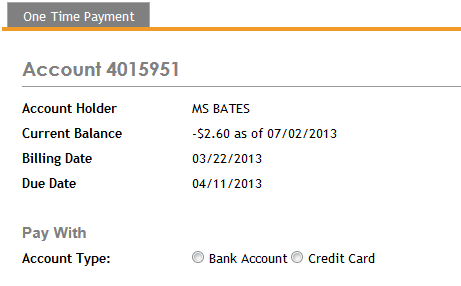 One Time Payment
Account 4015951
Account Holder MS BATES
Current Balance -$2.60 as of 07/02/2013
Billing Date 03/22/2013
Due Date 04/11/2013
Pay With
Account Type: Bank Account Credit Card